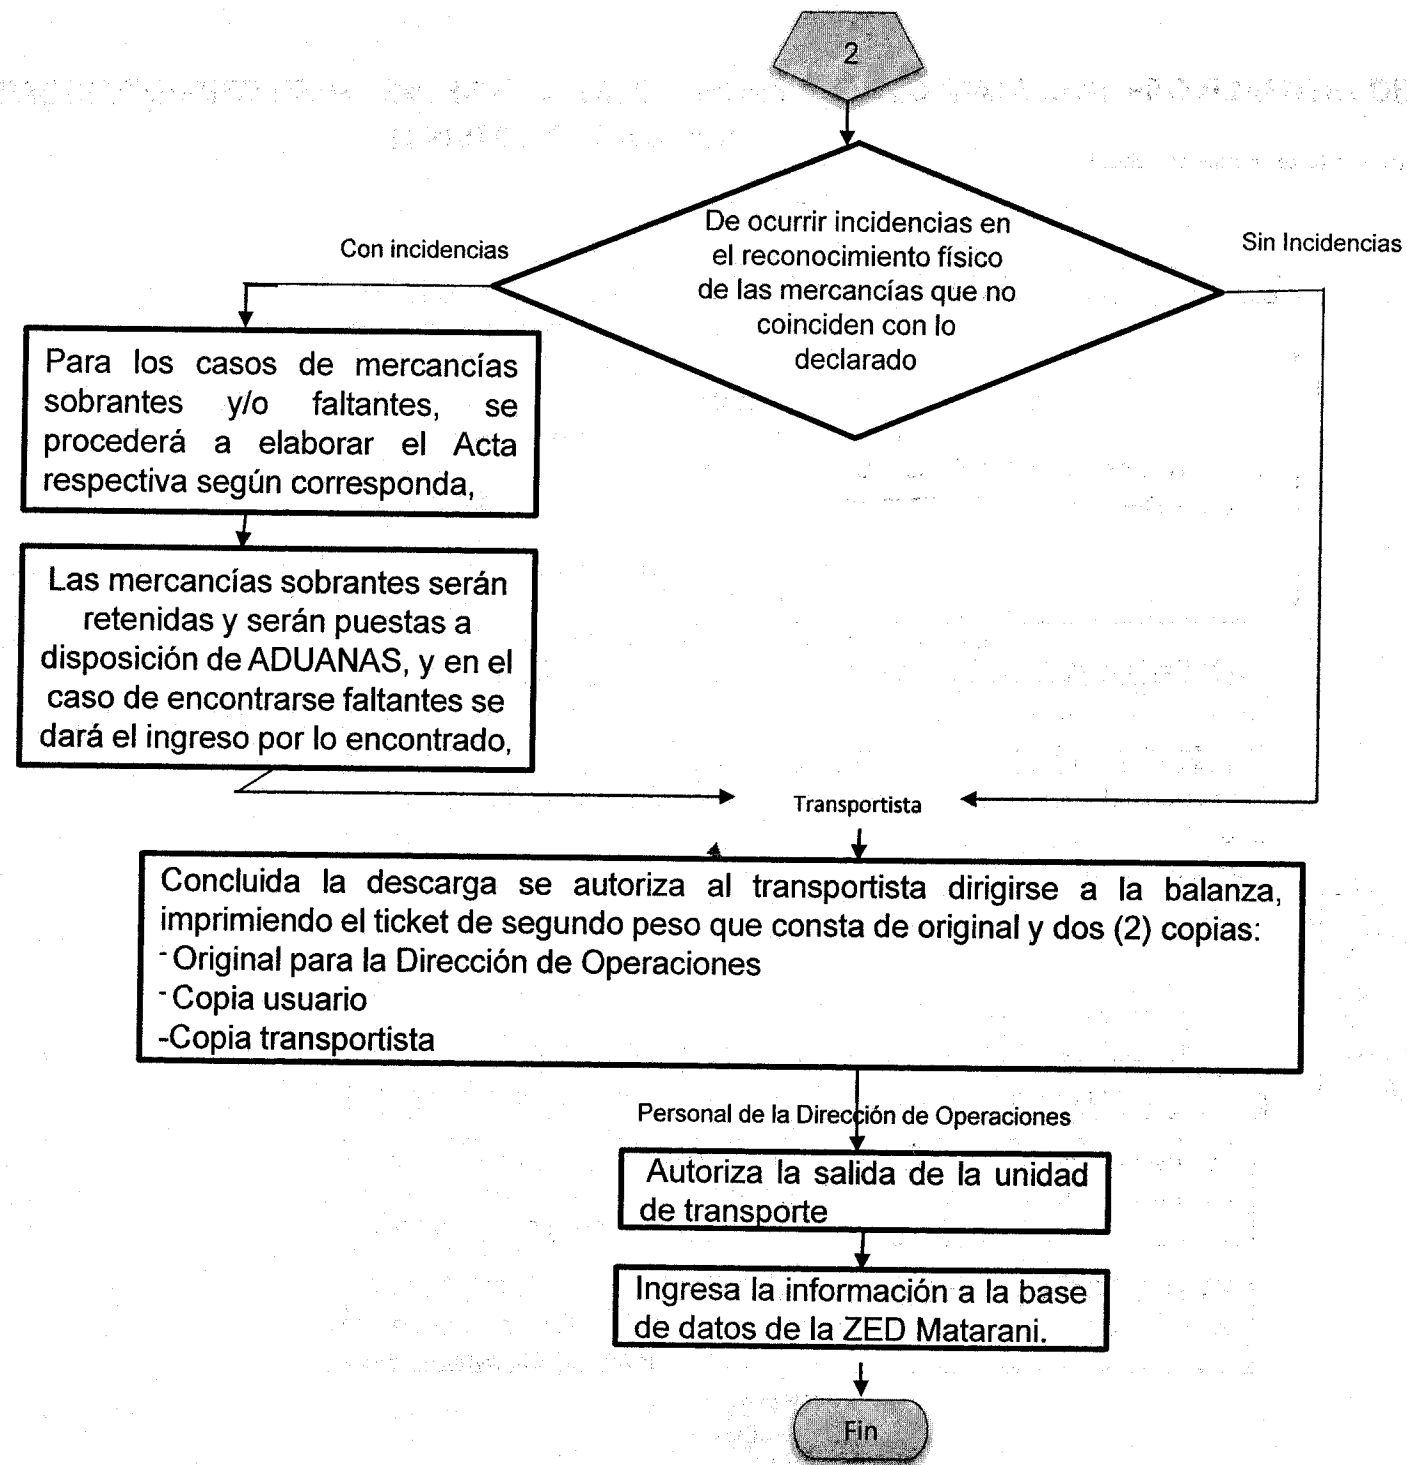 2
De ocurrir incidencias en
el reconocimiento físico
de las mercancías que no
coinciden con lo
declarado
Con incidencias
Sin Incidencias
Para los casos de mercancías
sobrantes y/o faltantes, se
procederá a elaborar el Acta
respectiva según corresponda,
Las mercancías sobrantes serán
retenidas y serán puestas a
disposición de ADUANAS, y en el
caso de encontrarse faltantes se
dará el ingreso por lo encontrado,
Transportista
Concluida la descarga se autoriza al transportista dirigirse a la balanza,
imprimiendo el ticket de segundo peso que consta de original y dos (2) copias:
- Original para la Dirección de Operaciones
- Copia usuario
-Copia transportista
Personal de la Dirección de Operaciones
Autoriza la salida de la unidad
de transporte
Ingresa la información a la base
de datos de la ZED Matarani.
Fin